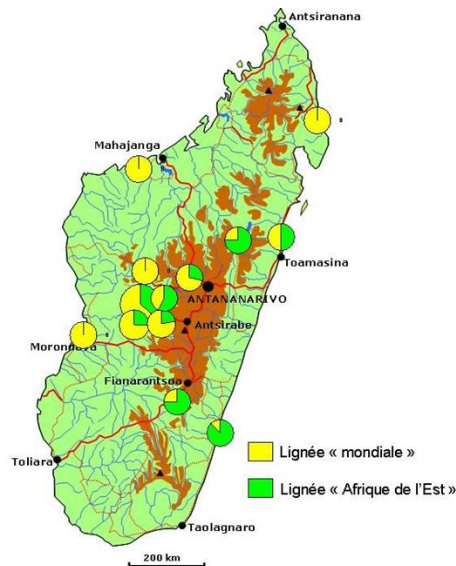 Antsiranana
Mahajanga
Toamasina
ANTANANARIVO
Antsirabe
Morondava
Fianarantsoa
Toliara
Taolagnaro
Lignée « mondiale »
Lignée « Afrique de l'Est »
200 km